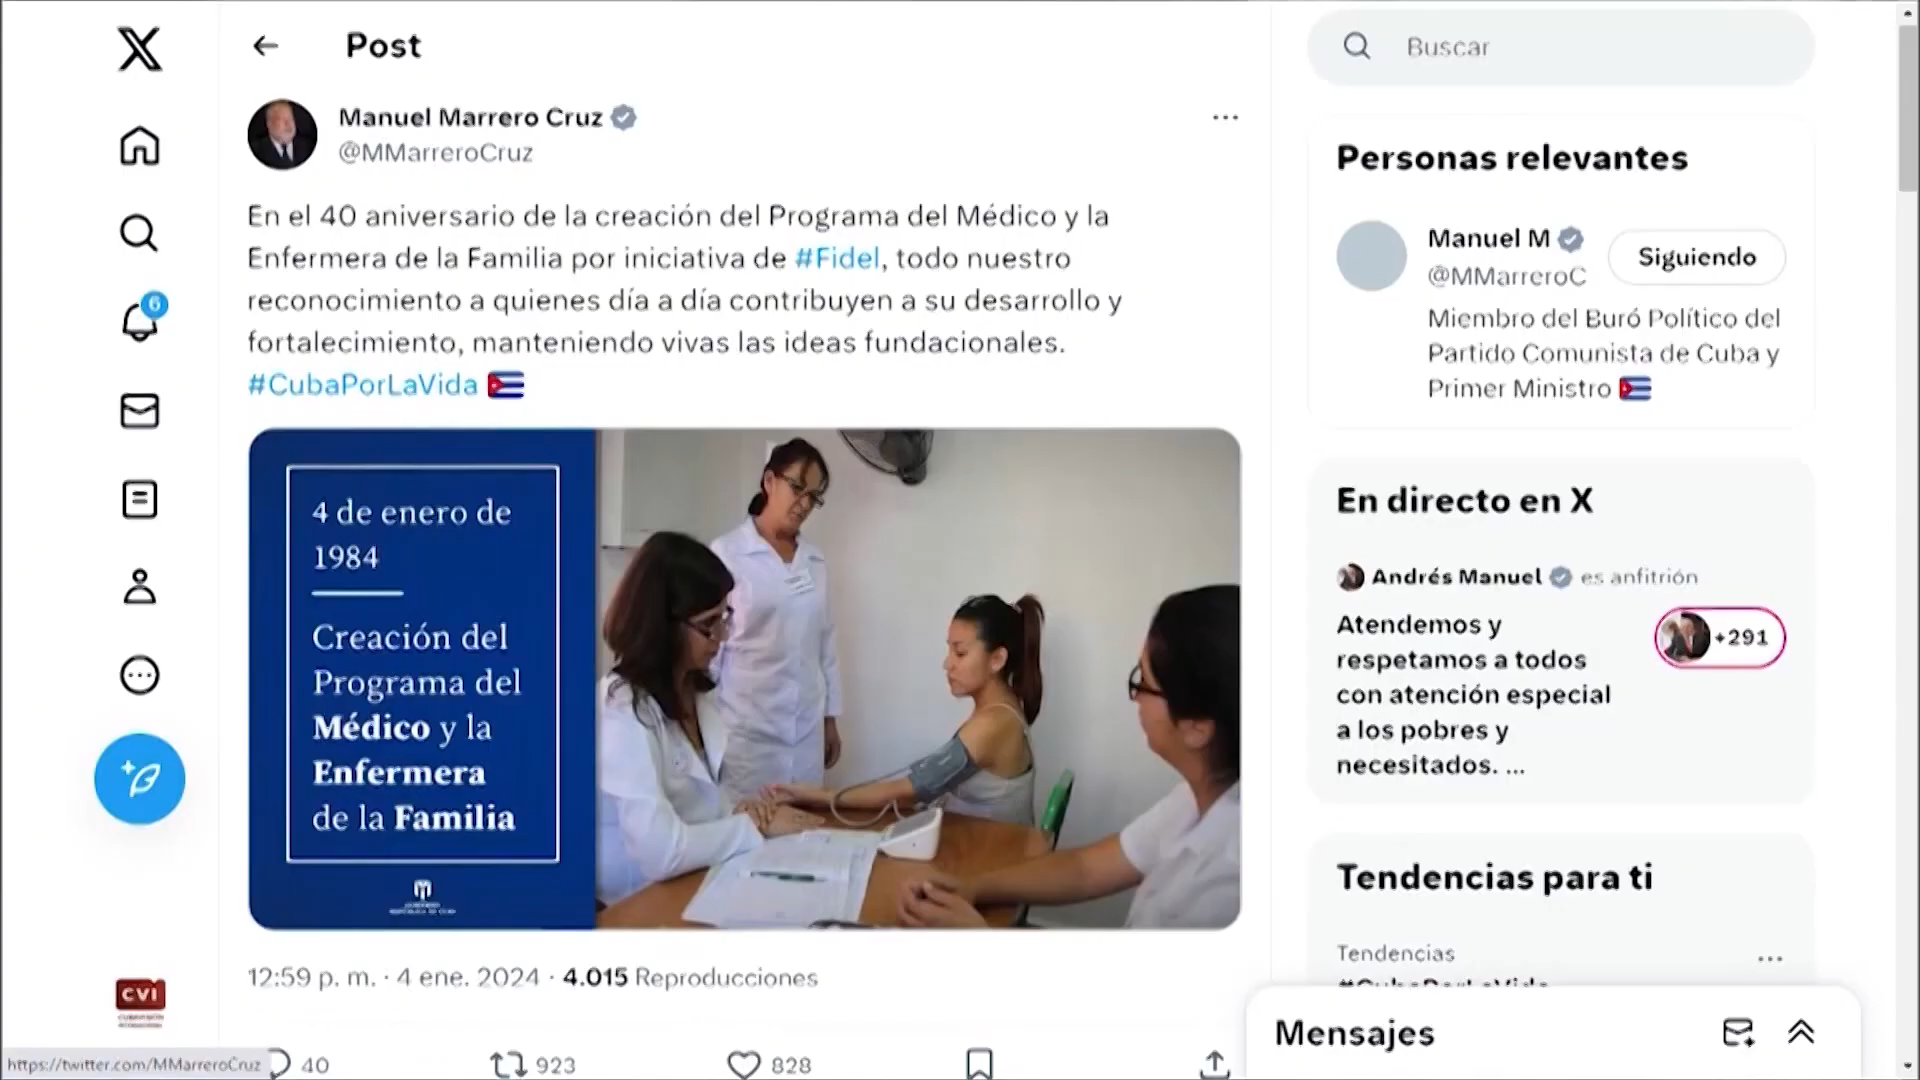 Post
Manuel Marrero Cruz
@MMarreroCruz
En el 40 aniversario de la creación del Programa del Médico y la
Enfermera de la Familia por iniciativa de #Fidel, todo nuestro
reconocimiento a quienes día a día contribuyen a su desarrollo y
fortalecimiento, manteniendo vivas las ideas fundacionales.
#CubaPorLaVida
4 de enero de
1984
Creación del
Programa del
Médico y la
Enfermera
de la Familia
12:59 p. m. · 4 ene. 2024 · 4.015 Reproducciones
40
923
828
6
CVI
https://twitter.com/MMarreroCruz
Buscar
Personas relevantes
Manuel M
@MMarreroC
Siguiendo
Miembro del Buró Político del
Partido Comunista de Cuba y
Primer Ministro
En directo en X
Andrés Manuel es anfitrión
Atendemos y
respetamos a todos
con atención especial
a los pobres y
necesitados. ...
+291
Tendencias para ti
Tendencias
#CubaPorLaVida
Mensajes